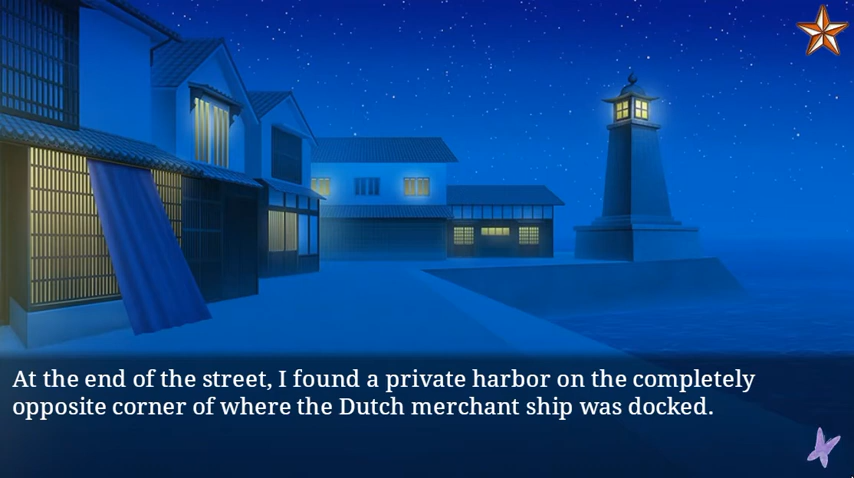 At the end of the street, I found a private harbor on the completely
opposite corner of where the Dutch merchant ship was docked.